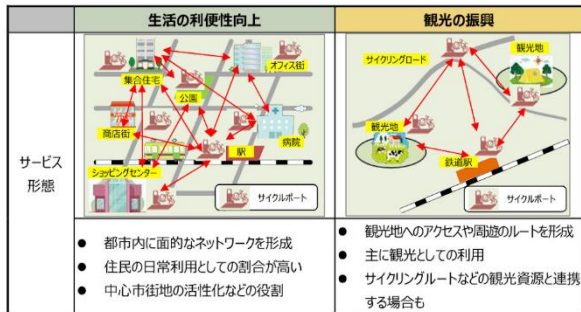 生活の利便性向上
観光の振興
サービス
形態
集合住宅
オフィス街
公園
商店街
病院
駅
ショッピングセンター
サイクルポート
サイクリングロード
観光地
観光地
鉄道駅
サイクルポート
● 都市内に面的なネットワークを形成
● 住民の日常利用としての割合が高い
● 中心市街地の活性化などの役割
● 観光地へのアクセスや周遊のルートを形成
● 主に観光としての利用
● サイクリングルートなどの観光資源と連携
する場合も